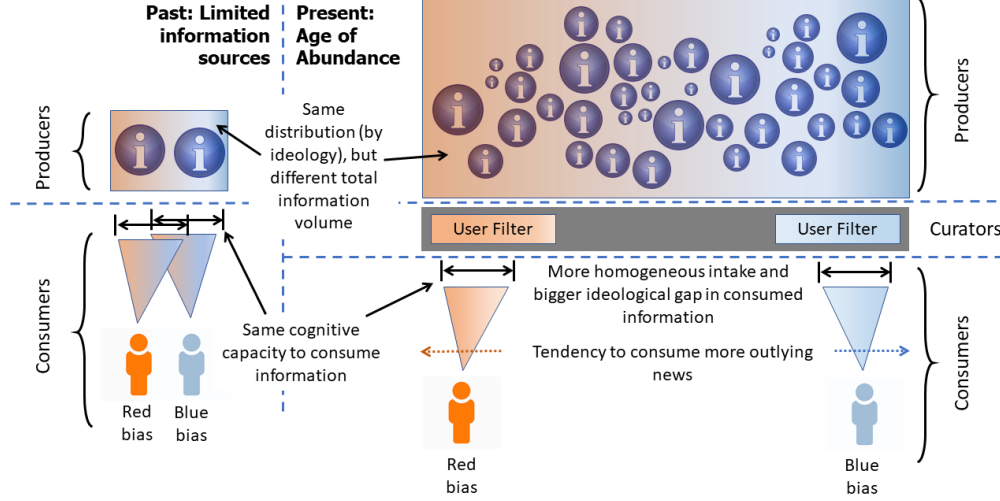 Past: Limited
information
sources
Present:
Age of
Abundance
Producers
Same
distribution (by
ideology), but
different total
information
volume
Producers
User Filter
User Filter
Curators
Consumers
Same cognitive
capacity to consume
information
More homogeneous intake and
bigger ideological gap in consumed
information
Tendency to consume more outlying
news
Consumers
Red
bias
Blue
bias
Red
bias
Blue
bias